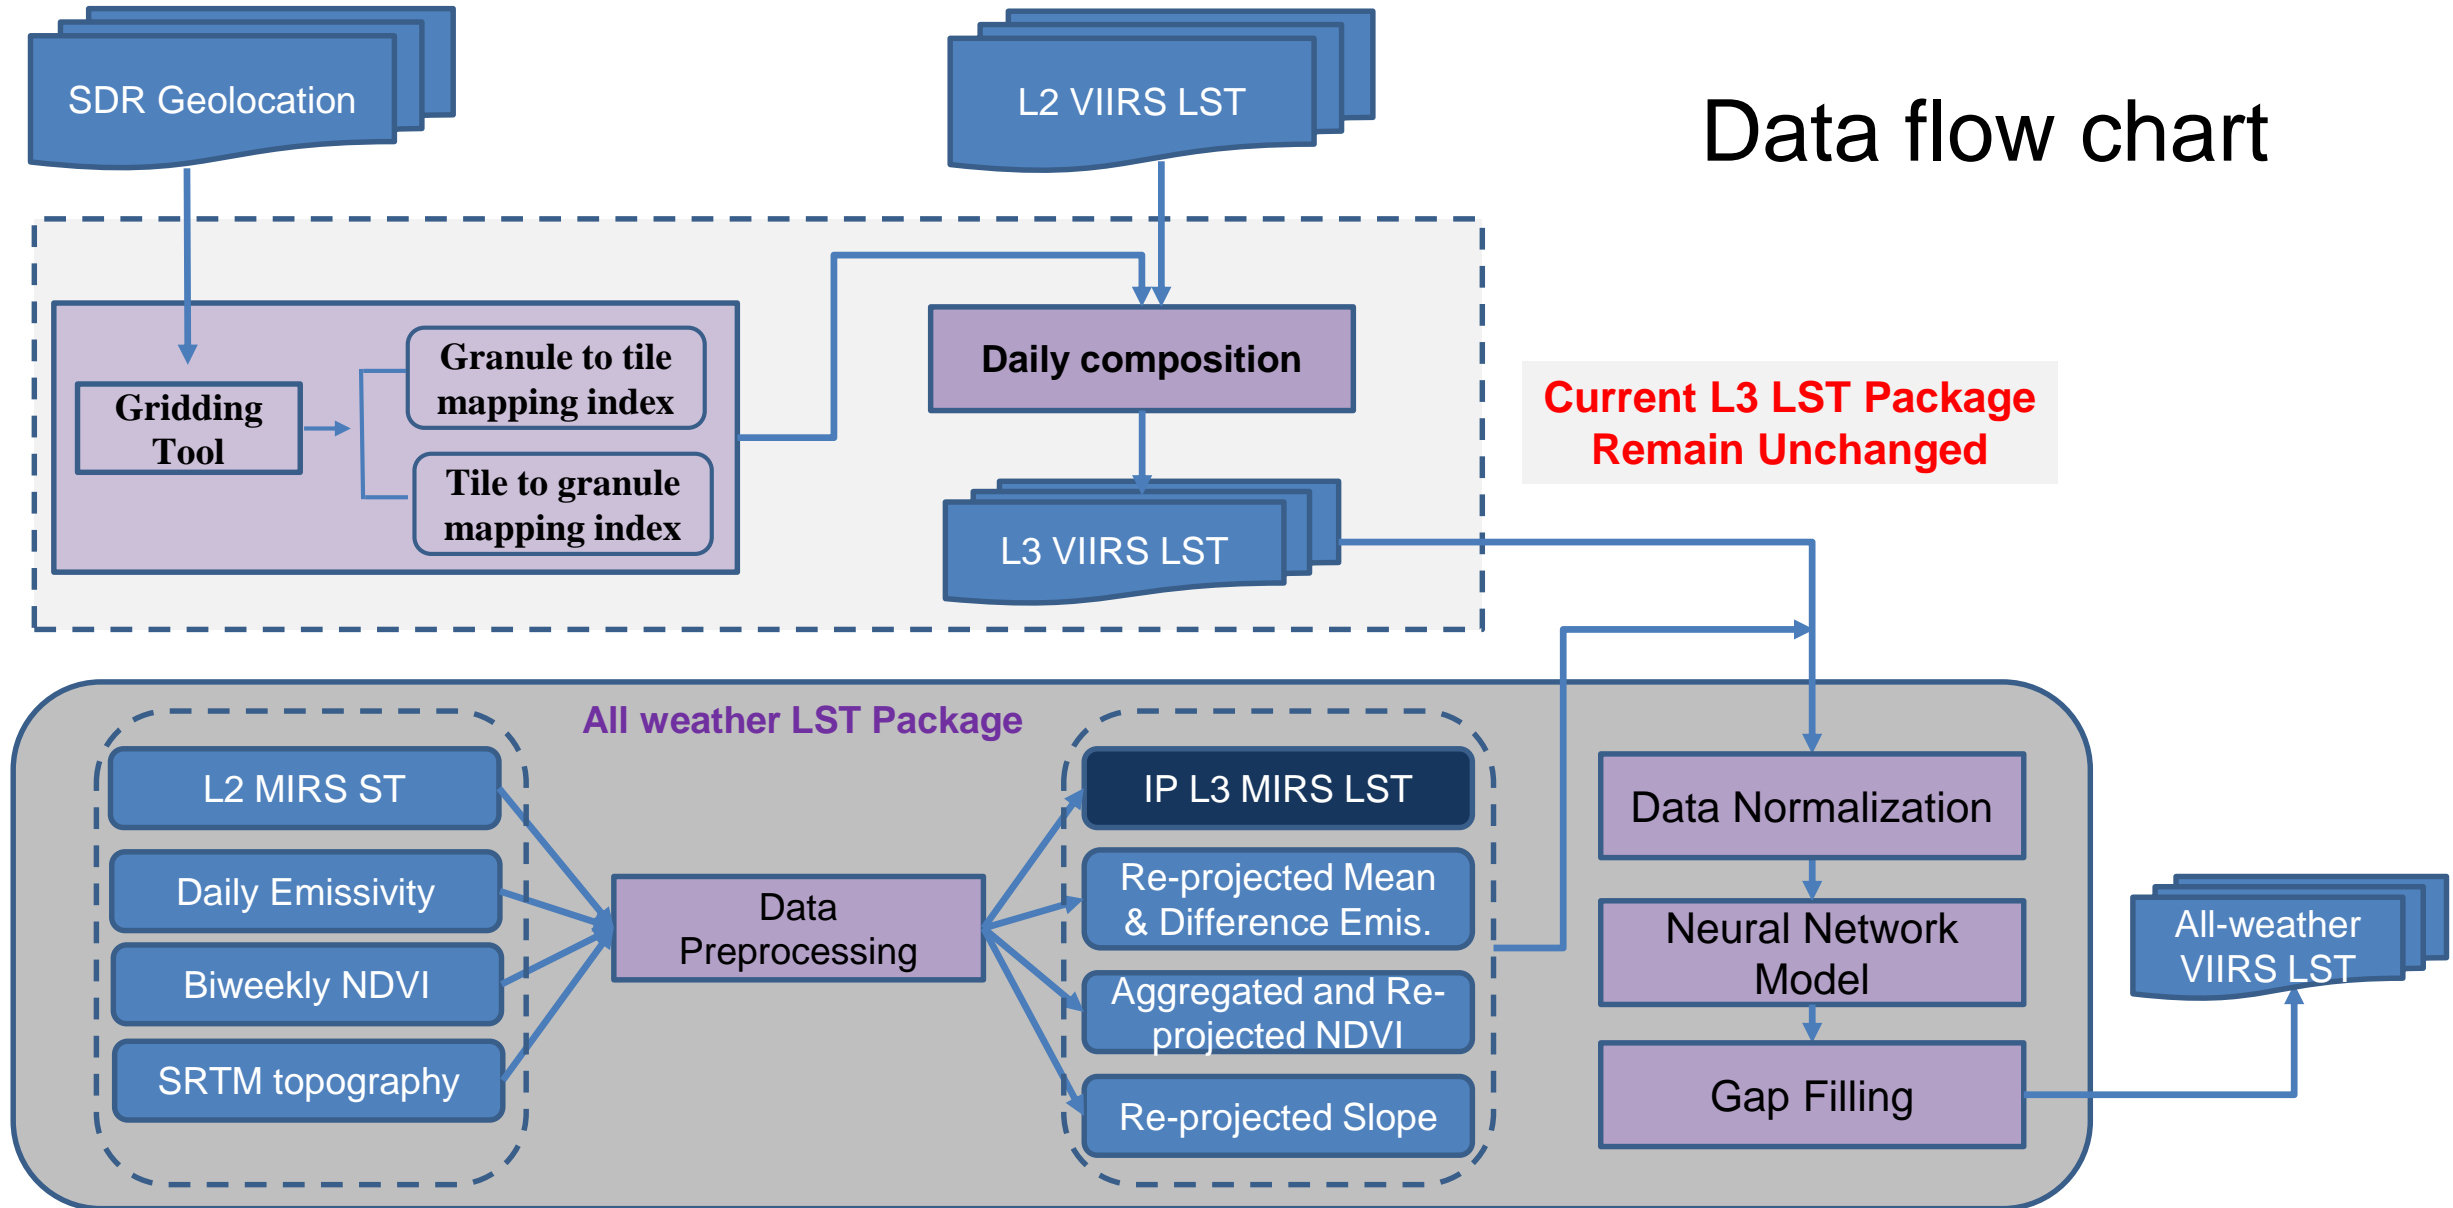 SDR Geolocation
L2 VIIRS LST
Data flow chart
Gridding
Tool
Granule to tile
mapping index
Tile to granule
mapping index
Daily composition
L3 VIIRS LST
Current L3 LST Package
Remain Unchanged
All weather LST Package
L2 MIRS ST
Daily Emissivity
Biweekly NDVI
SRTM topography
Data
Preprocessing
IP L3 MIRS LST
Re-projected Mean
& Difference Emis.
Aggregated and Re-
projected NDVI
Re-projected Slope
Data Normalization
Neural Network
Model
Gap Filling
All-weather
VIIRS LST